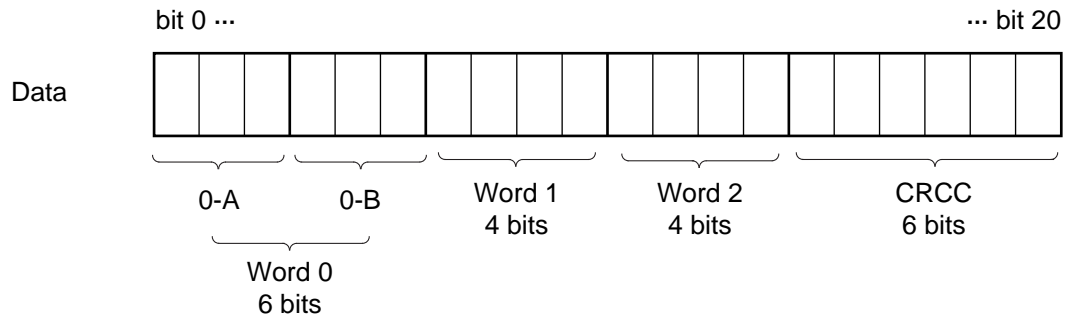 bit 0 ··· ··· bit 20
Data
0-A 0-B Word 1 Word 2 CRCC
4 bits 4 bits 6 bits
Word 0
6 bits